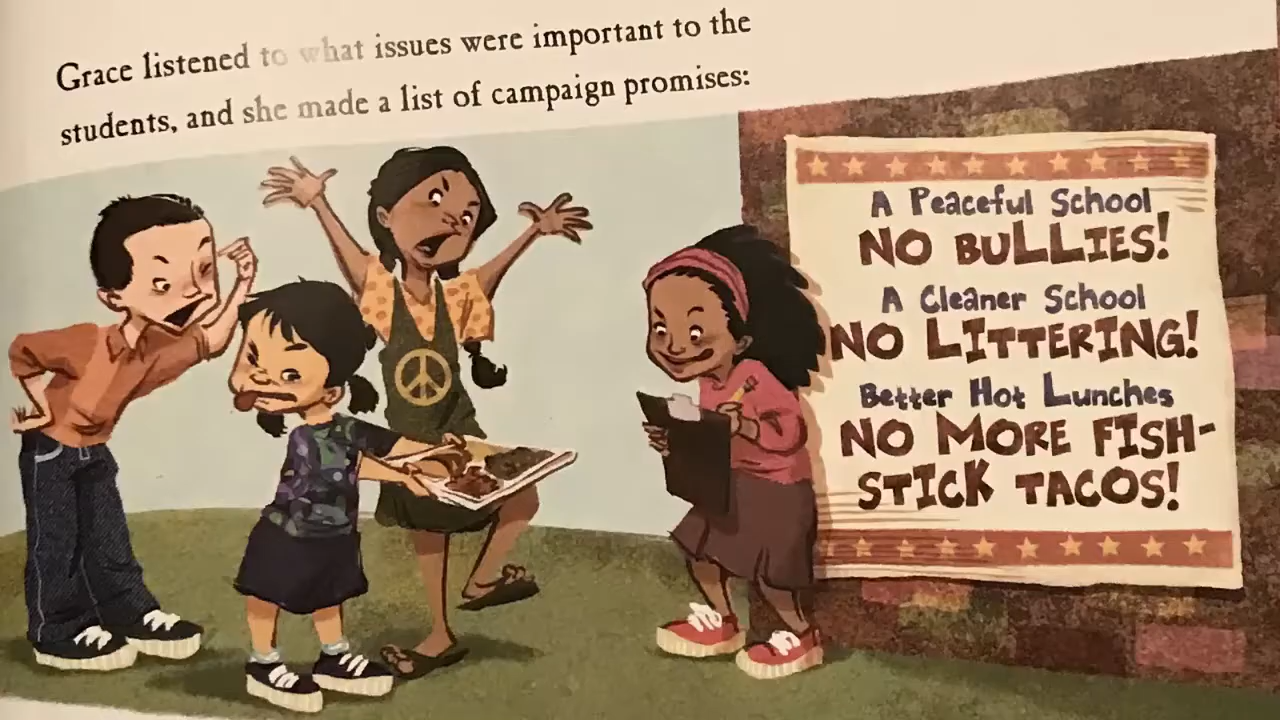 Grace listened to what issues were important to the
students, and she made a list of campaign promises:
A Peaceful School
NO BULLIES!
A Cleaner School
NO LITTERING!
Better Hot Lunches
NO MORE FISH-
STICK TACOS!